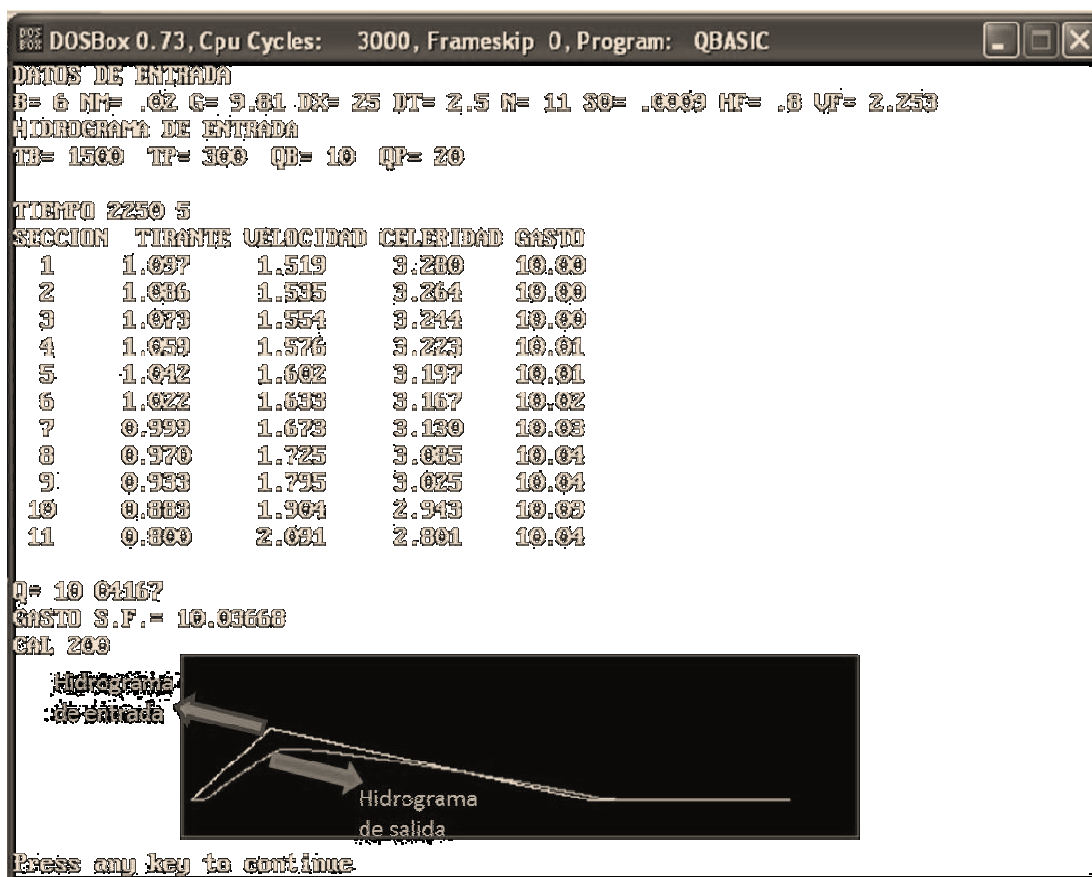 DOSBox 0.73, Cpu Cycles: 3000, Frameskip 0, Program: QBASIC
DATOS DE ENTRADA
B= 6 NM= .02 G= 9.81 DX= 25 DT= 2.5 N= 11 S0= .0009 HF= .8 VF= 2.253
HIDROGRAMA DE ENTRADA
TB= 1500 TP= 300 QB= 10 QP= 20
TIEMPO 2250 5
SECCION TIRANTE VELOCIDAD CELERIDAD GASTO
1 1.097 1.519 3.280 10.00
2 1.086 1.535 3.264 10.00
3 1.073 1.554 3.244 10.00
4 1.059 1.576 3.223 10.01
5 1.042 1.602 3.197 10.01
6 1.022 1.633 3.167 10.02
7 0.999 1.673 3.130 10.03
8 0.970 1.725 3.085 10.04
9 0.933 1.795 3.025 10.04
10 0.883 1.904 2.943 10.09
11 0.800 2.091 2.801 10.04
Q= 10 04167
GASTO S.F.= 10.03668
CAL 200
Hidrograma
de entrada
Hidrograma
de salida
Press any key to continue